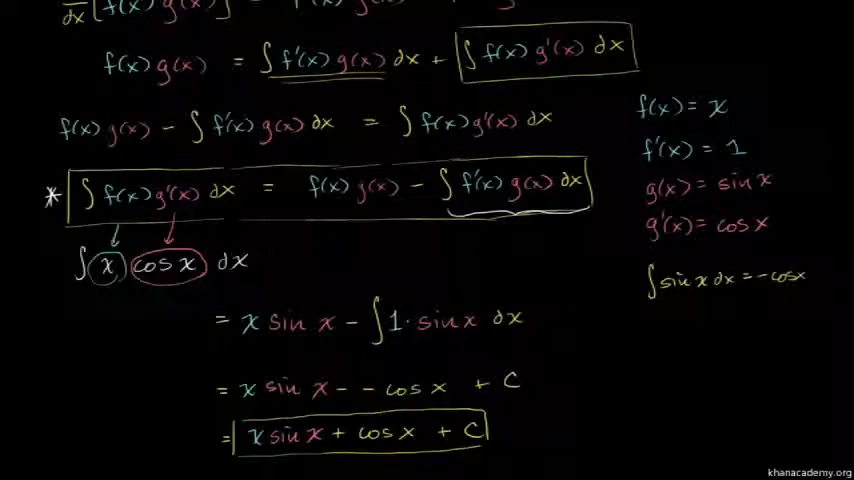 d/dx [f(x) g(x)] =
f(x) g(x) = ∫ f'(x) g(x) dx + ∫ f(x) g'(x) dx
f(x) g(x) − ∫ f'(x) g(x) dx = ∫ f(x) g'(x) dx
* ∫ f(x) g'(x) dx = f(x) g(x) − ∫ f'(x) g(x) dx
∫ x cos x dx
= x sin x − ∫ 1 · sin x dx
= x sin x − − cos x + C
= x sin x + cos x + C
f(x) = x
f'(x) = 1
g(x) = sin x
g'(x) = cos x
∫ sin x dx = − cos x
khanacademy.org